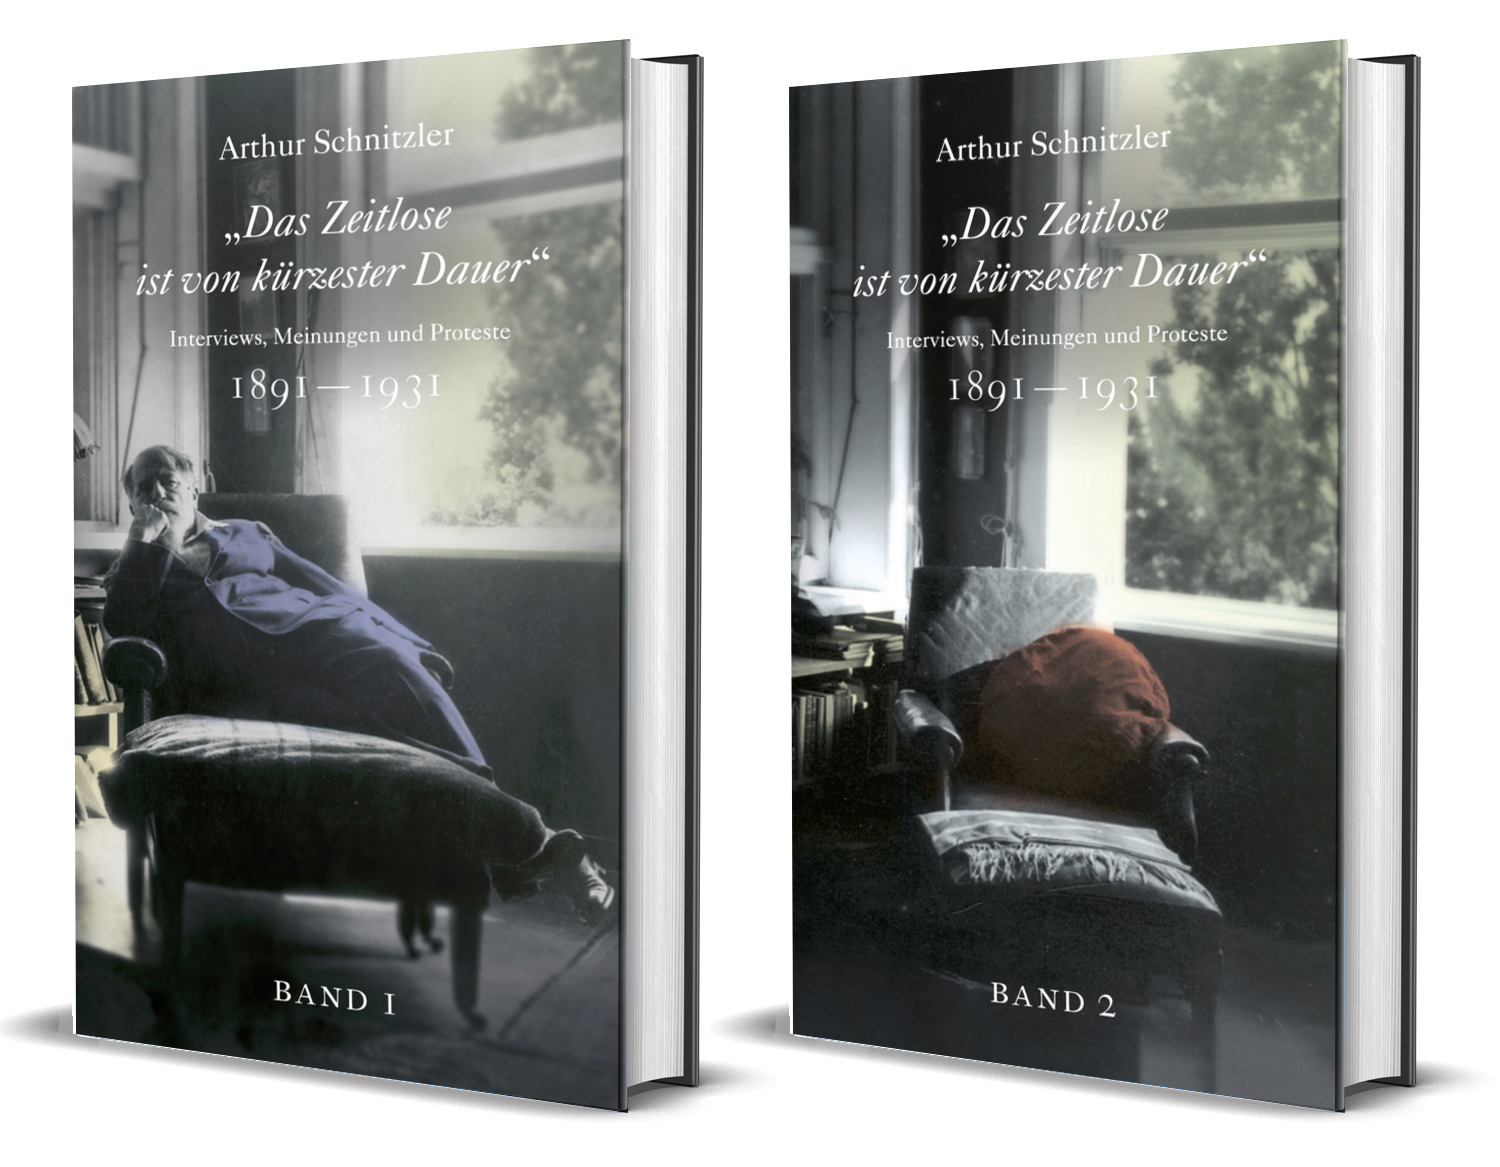 Arthur Schnitzler
„Das Zeitlose
ist von kürzester Dauer“
Interviews, Meinungen und Proteste
1891 — 1931
BAND 1
Arthur Schnitzler
„Das Zeitlose
ist von kürzester Dauer“
Interviews, Meinungen und Proteste
1891 — 1931
BAND 2